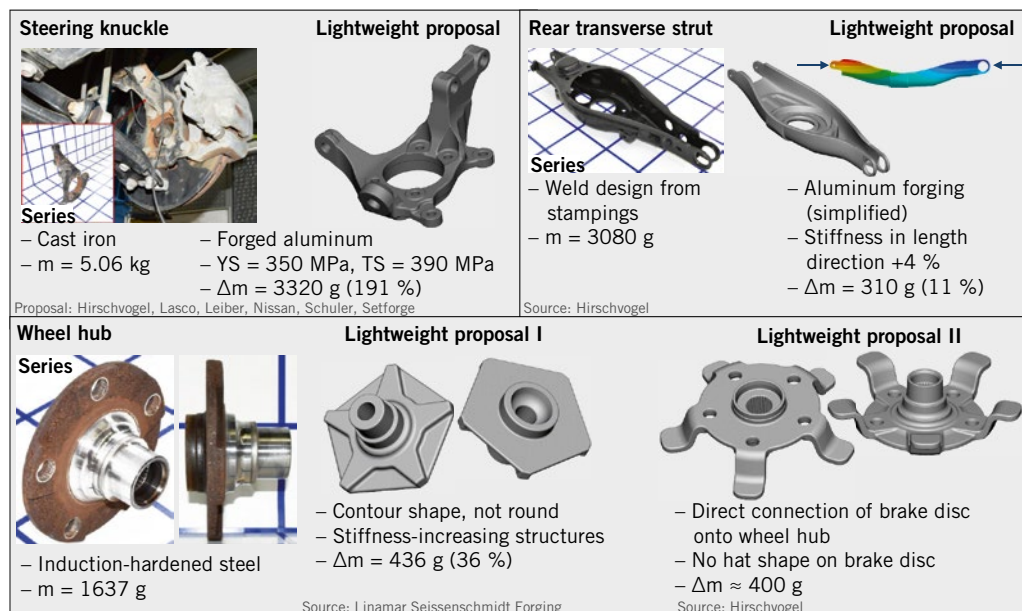 Steering knuckle
Lightweight proposal
Series
– Cast iron
– m = 5.06 kg
– Forged aluminum
– YS = 350 MPa, TS = 390 MPa
– Δm = 3320 g (191 %)
Proposal: Hirschvogel, Lasco, Leiber, Nissan, Schuler, Setforge
Rear transverse strut
Lightweight proposal
Series
– Weld design from
stampings
– m = 3080 g
– Aluminum forging
(simplified)
– Stiffness in length
direction +4 %
– Δm = 310 g (11 %)
Source: Hirschvogel
Wheel hub
Series
– Induction-hardened steel
– m = 1637 g
Lightweight proposal I
– Contour shape, not round
– Stiffness-increasing structures
– Δm = 436 g (36 %)
Source: Linamar Seissenschmidt Forging
Lightweight proposal II
– Direct connection of brake disc
onto wheel hub
– No hat shape on brake disc
– Δm ≈ 400 g
Source: Hirschvogel